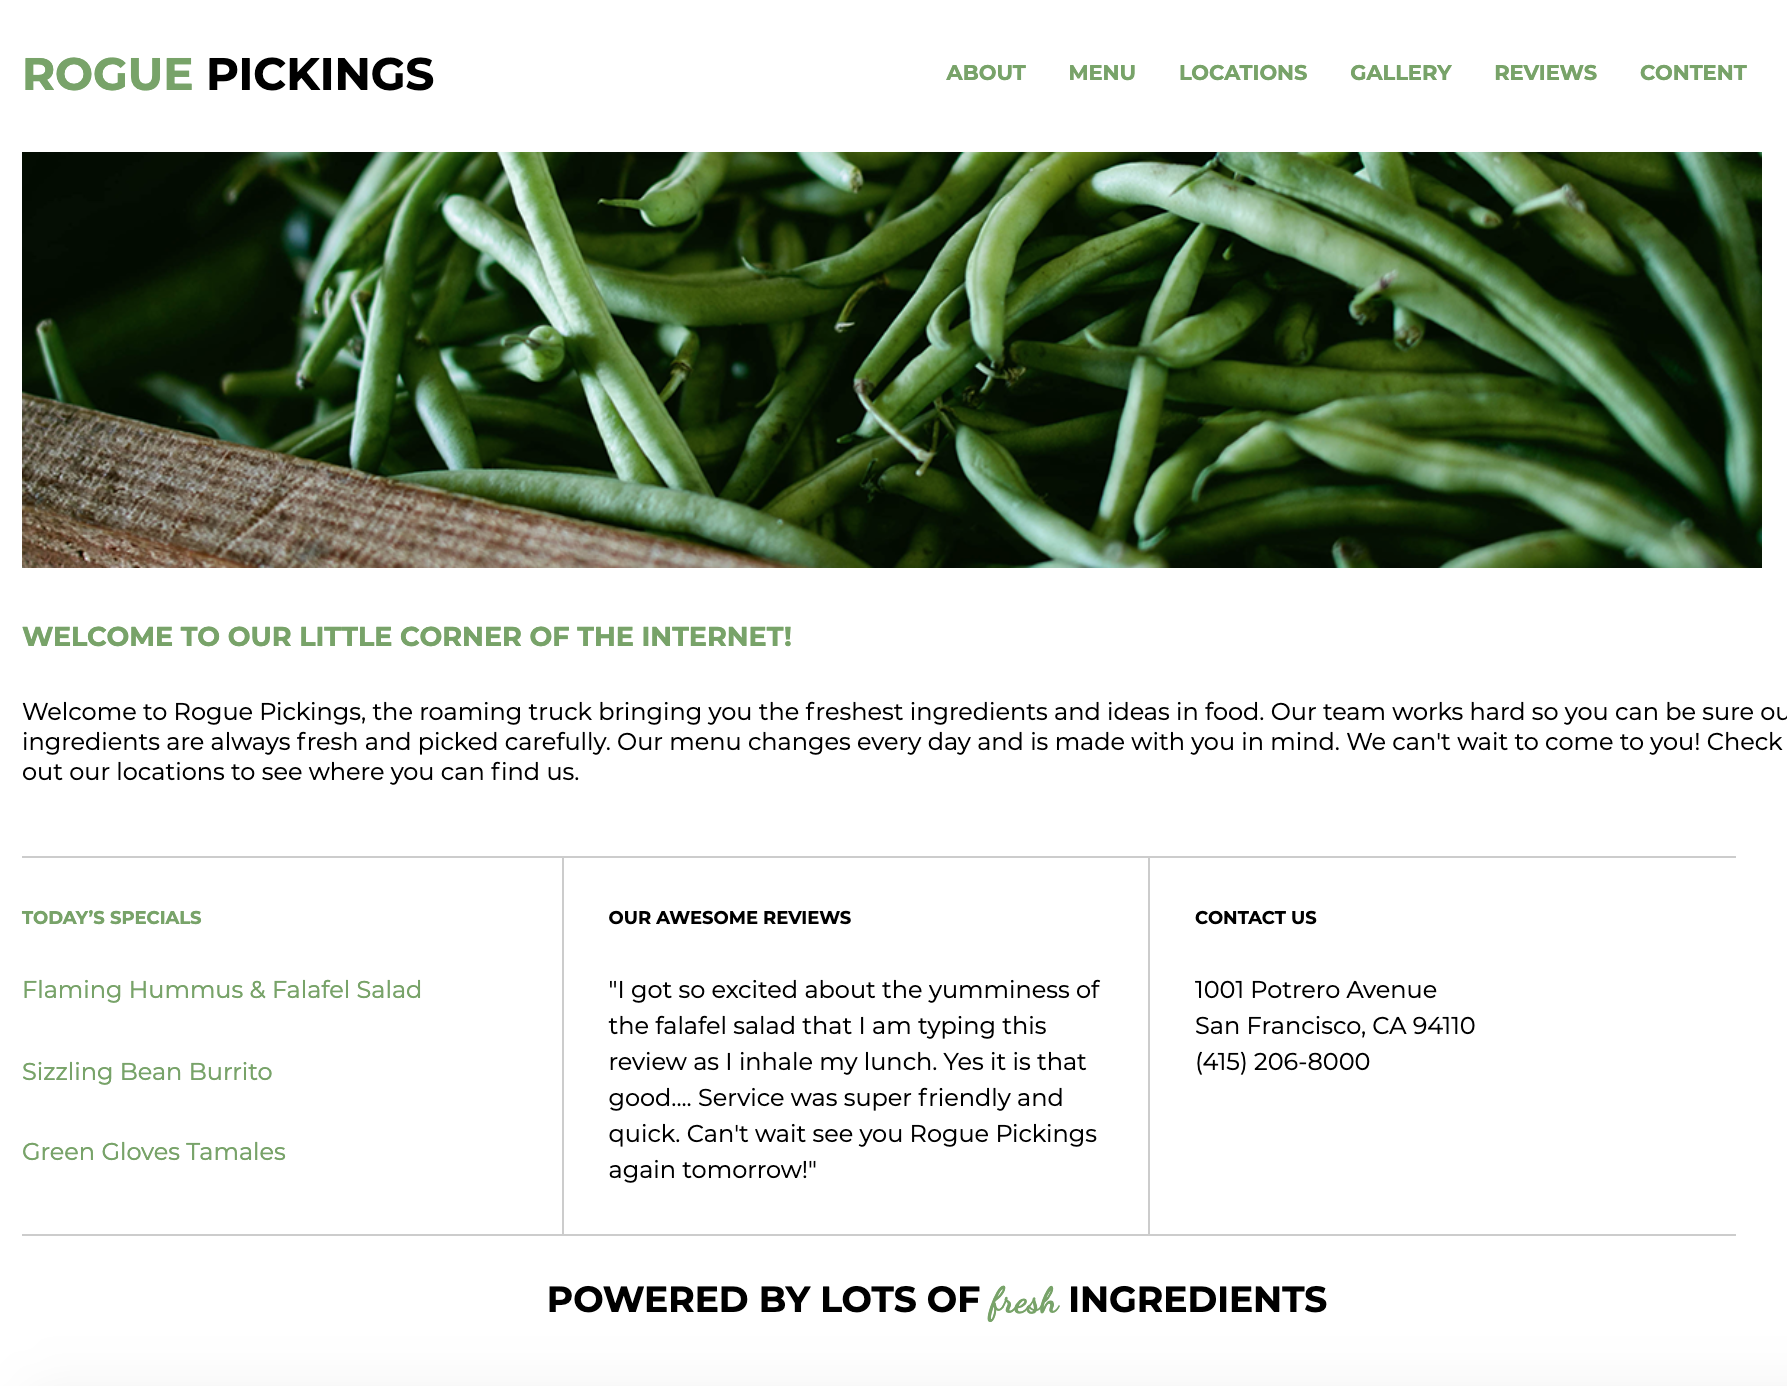 ROGUE PICKINGS
ABOUT MENU LOCATIONS GALLERY REVIEWS CONTENT
WELCOME TO OUR LITTLE CORNER OF THE INTERNET!
Welcome to Rogue Pickings, the roaming truck bringing you the freshest ingredients and ideas in food. Our team works hard so you can be sure
ingredients are always fresh and picked carefully. Our menu changes every day and is made with you in mind. We can't wait to come to you! Check
out our locations to see where you can find us.
TODAY’S SPECIALS
Flaming Hummus & Falafel Salad
Sizzling Bean Burrito
Green Gloves Tamales
OUR AWESOME REVIEWS
"I got so excited about the yumminess of
the falafel salad that I am typing this
review as I inhale my lunch. Yes it is that
good.... Service was super friendly and
quick. Can't wait see you Rogue Pickings
again tomorrow!"
CONTACT US
1001 Potrero Avenue
San Francisco, CA 94110
(415) 206-8000
POWERED BY LOTS OF fresh INGREDIENTS